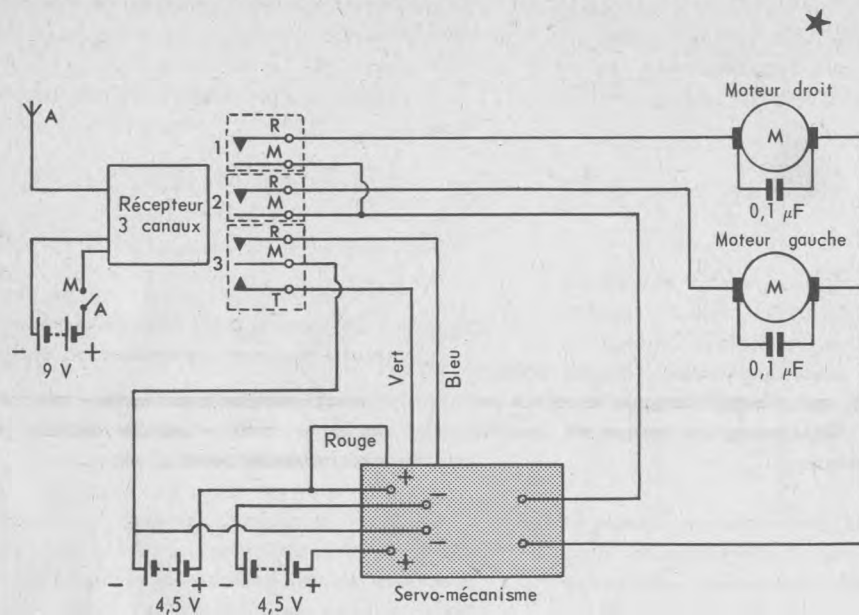 Moteur droit
A
1
R
M
M
Récepteur
3 canaux
2
R
M
0,1 µF
3
R
M
T
Moteur gauche
M
M
A
- +
9 V
0,1 µF
Vert
Bleu
Rouge
+
-
-
+
- +
4,5 V
- +
4,5 V
Servo-mécanisme